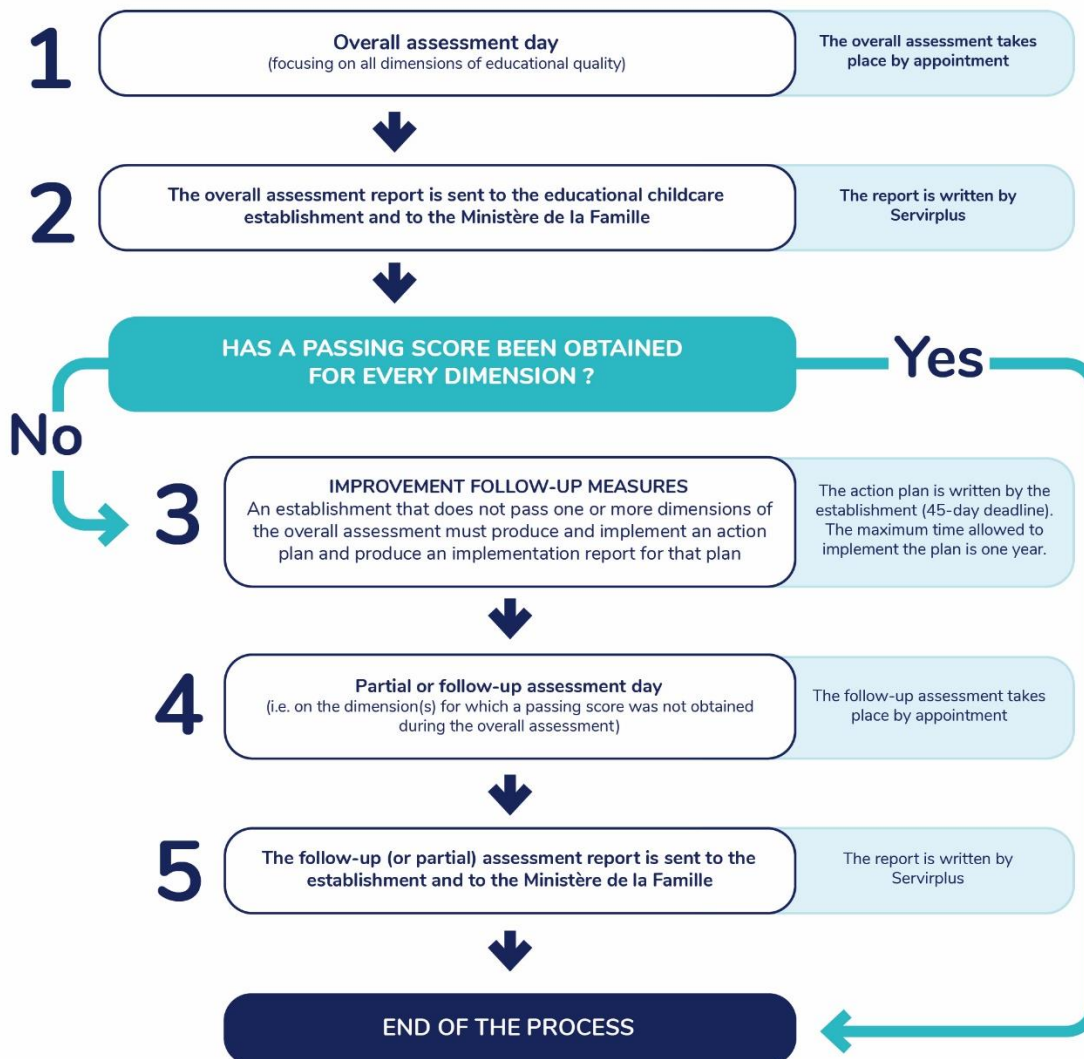 1
Overall assessment day
(focusing on all dimensions of educational quality)
The overall assessment takes
place by appointment
2
The overall assessment report is sent to the educational childcare
establishment and to the Ministère de la Famille
The report is written by
Servirplus
HAS A PASSING SCORE BEEN OBTAINED
FOR EVERY DIMENSION ?
Yes
No
3
IMPROVEMENT FOLLOW-UP MEASURES
An establishment that does not pass one or more dimensions of
the overall assessment must produce and implement an action
plan and produce an implementation report for that plan
The action plan is written by the
establishment (45-day deadline).
The maximum time allowed to
implement the plan is one year.
4
Partial or follow-up assessment day
(i.e. on the dimension(s) for which a passing score was not obtained
during the overall assessment)
The follow-up assessment takes
place by appointment
5
The follow-up (or partial) assessment report is sent to the
establishment and to the Ministère de la Famille
The report is written by
Servirplus
END OF THE PROCESS